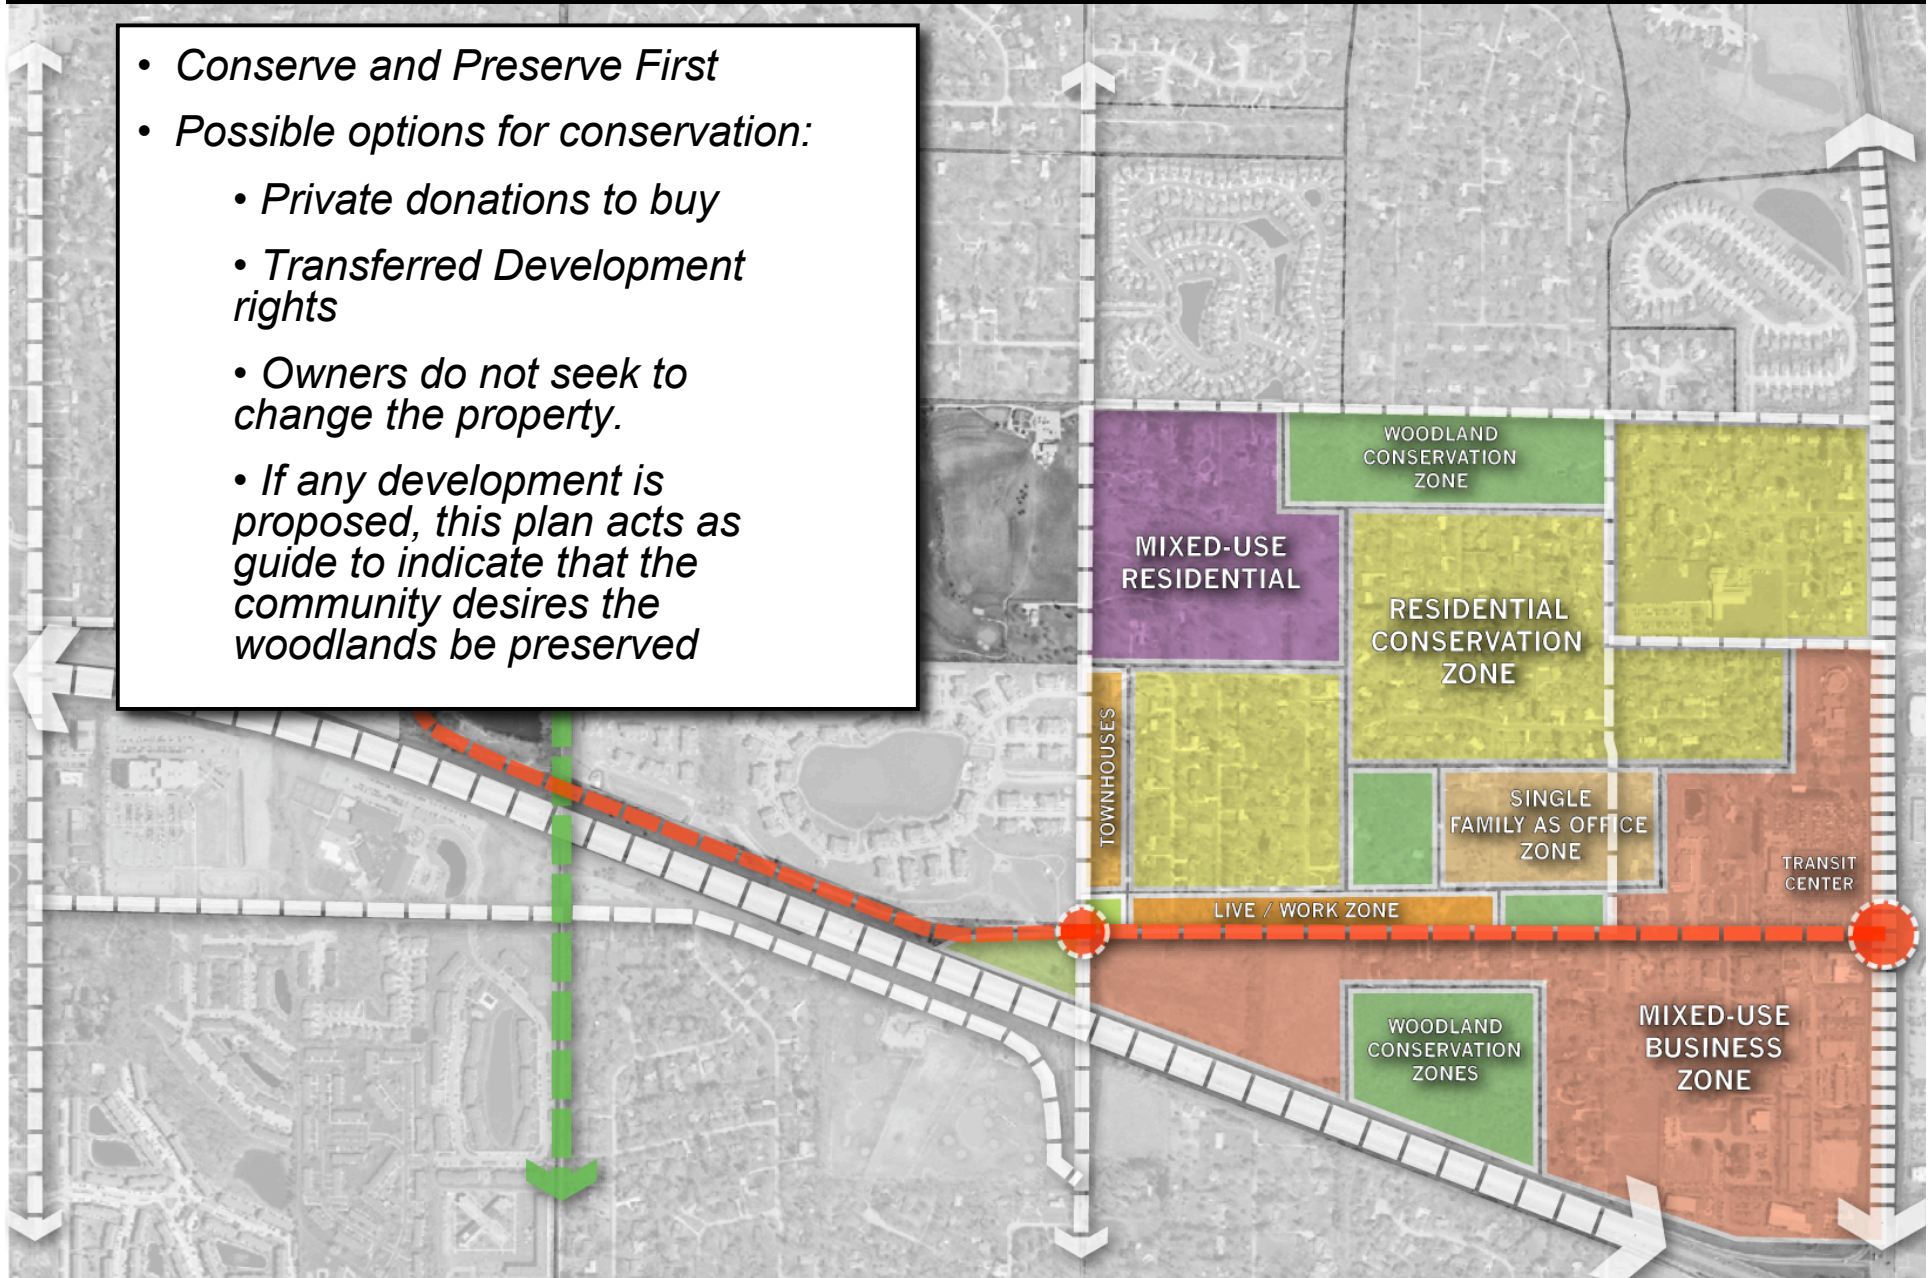 • Conserve and Preserve First
• Possible options for conservation:
• Private donations to buy
• Transferred Development
rights
• Owners do not seek to
change the property.
• If any development is
proposed, this plan acts as
guide to indicate that the
community desires the
woodlands be preserved
WOODLAND
CONSERVATION
ZONE
MIXED-USE
RESIDENTIAL
RESIDENTIAL
CONSERVATION
ZONE
TOWNHOUSES
SINGLE
FAMILY AS OFFICE
ZONE
TRANSIT
CENTER
LIVE / WORK ZONE
WOODLAND
CONSERVATION
ZONES
MIXED-USE
BUSINESS
ZONE